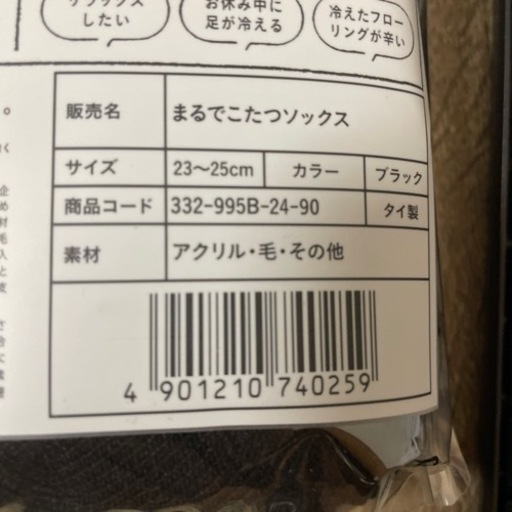 リラックス
したい
お休み中に
足が冷える
冷えたフロー
リングが辛い
販売名 まるでこたつソックス
サイズ 23〜25cm カラー ブラック
商品コード 332-995B-24-90 タイ製
素材 アクリル・毛・その他
4 901210 740259